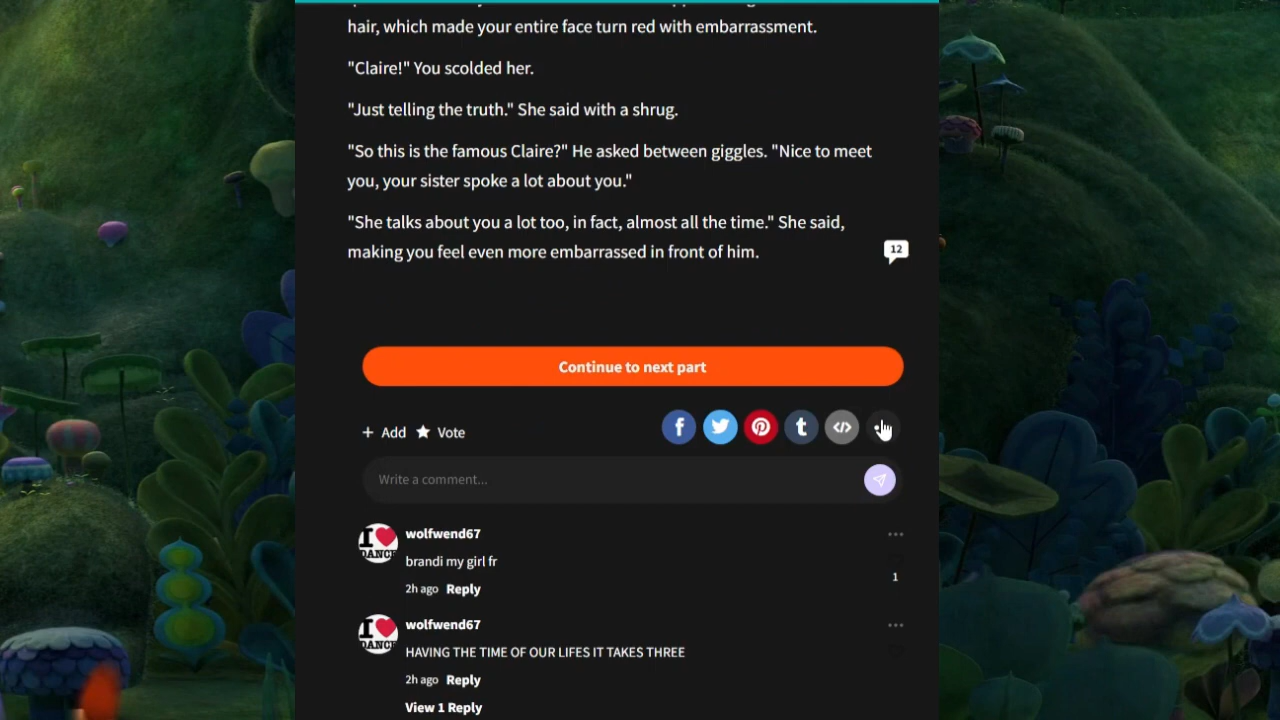 hair, which made your entire face turn red with embarrassment.
"Claire!" You scolded her.
"Just telling the truth." She said with a shrug.
"So this is the famous Claire?" He asked between giggles. "Nice to meet
you, your sister spoke a lot about you."
"She talks about you a lot too, in fact, almost all the time." She said,
making you feel even more embarrassed in front of him.
12
Continue to next part
+ Add ★ Vote
Write a comment...
wolfwend67
brandi my girl fr
1
2h ago Reply
wolfwend67
HAVING THE TIME OF OUR LIFES IT TAKES THREE
2h ago Reply
View 1 Reply